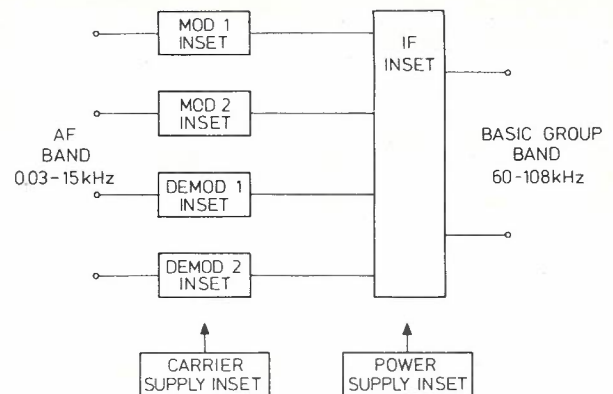 MOD 1
INSET
MOD 2
INSET
DEMOD 1
INSET
DEMOD 2
INSET
IF
INSET
AF
BAND
0.03-15kHz
BASIC GROUP
BAND
60-108kHz
CARRIER
SUPPLY INSET
POWER
SUPPLY INSET